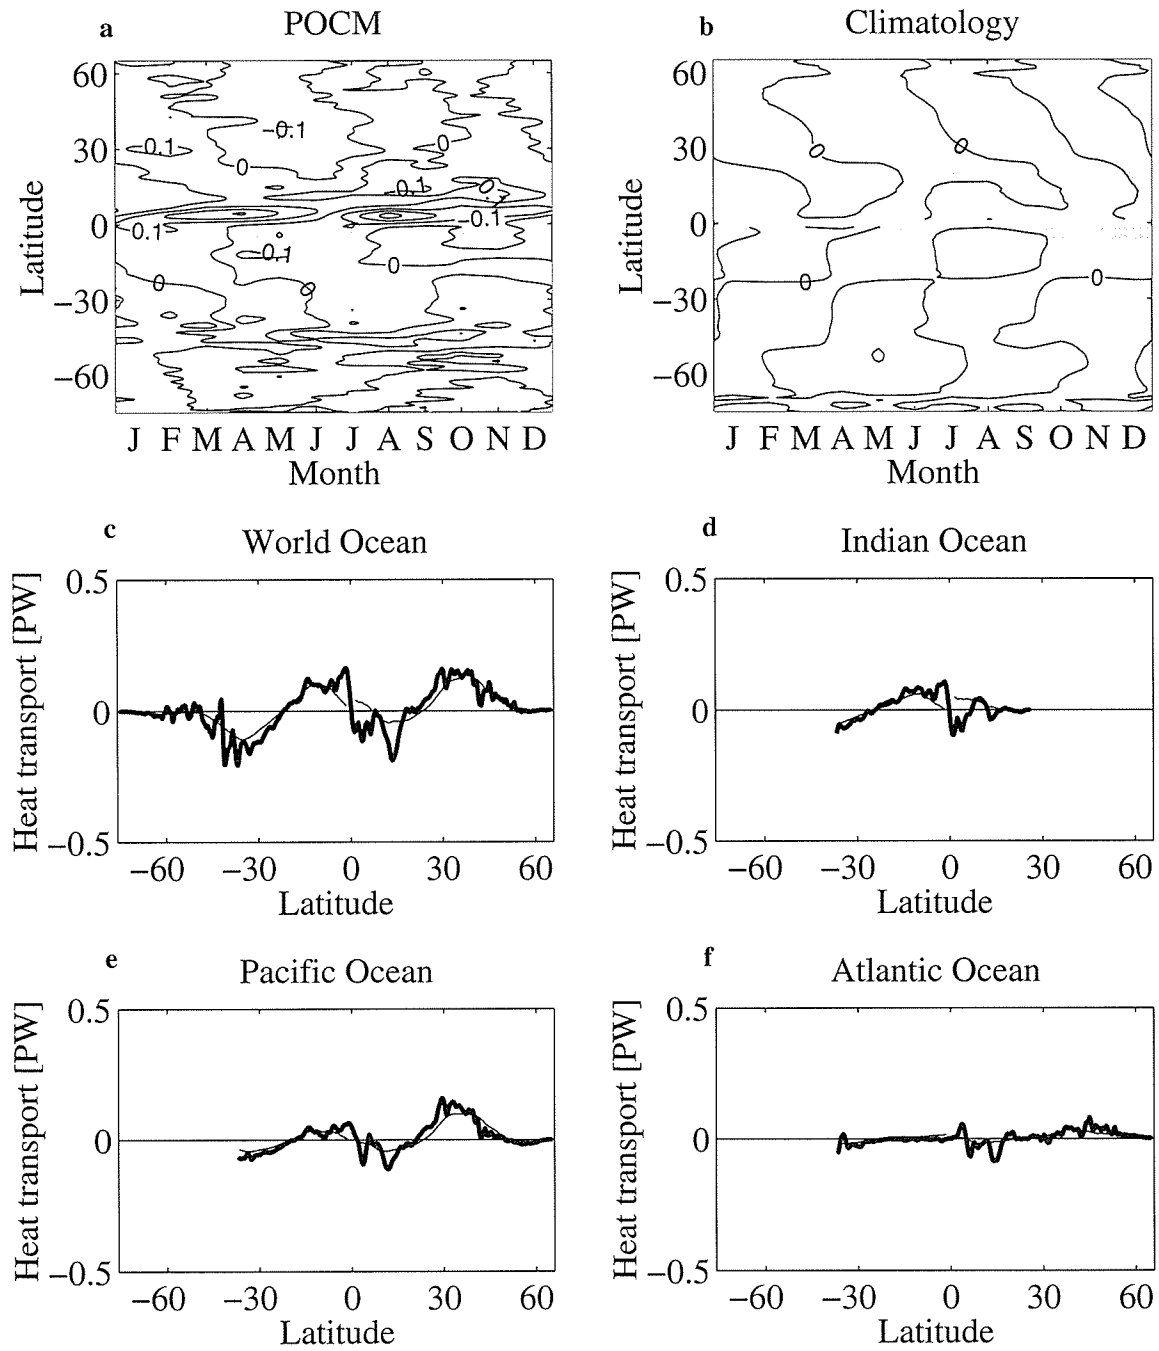 a POCM
60
30
0
−30
−60
Latitude
−0.1
−0.1
0
0
−0.1
0.1
−0.1
0.1
−0.1
0
0
0
J F M A M J J A S O N D
Month
b Climatology
60
30
0
−30
−60
Latitude
0
0
0
0
J F M A M J J A S O N D
Month
c World Ocean
Heat transport [PW]
0.5
0
−0.5
−60 −30 0 30 60
Latitude
d Indian Ocean
Heat transport [PW]
0.5
0
−0.5
−60 −30 0 30 60
Latitude
e Pacific Ocean
Heat transport [PW]
0.5
0
−0.5
−60 −30 0 30 60
Latitude
f Atlantic Ocean
Heat transport [PW]
0.5
0
−0.5
−60 −30 0 30 60
Latitude